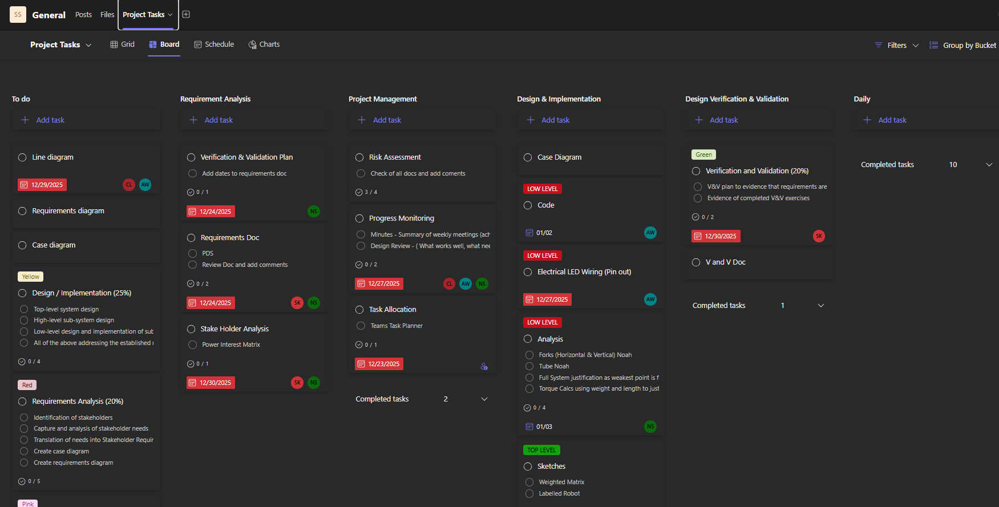 SS
General
Posts
Files
Project Tasks
Project Tasks
Grid
Board
Schedule
Charts
Filters
Group by Bucket
To do
Add task
Line diagram
12/29/2025
CL
AW
Requirements diagram
Case diagram
Yellow
Design / Implementation (25%)
Top-level system design
High-level sub-system design
Low-level design and implementation of sub
All of the above addressing the established
0 / 4
Red
Requirements Analysis (20%)
Identification of stakeholders
Capture and analysis of stakeholder needs
Translation of needs into Stakeholder Requir
Create case diagram
Create requirements diagram
0 / 5
Pink
Requirement Analysis
Add task
Verification & Validation Plan
Add dates to requirements doc
0 / 1
12/24/2025
NS
Requirements Doc
PDS
Review Doc and add comments
0 / 2
12/24/2025
SK
NS
Stake Holder Analysis
Power Interest Matrix
0 / 1
12/30/2025
SK
NS
Project Management
Add task
Risk Assessment
Check of all docs and add coments
3 / 4
Progress Monitoring
Minutes - Summary of weekly meetings (ach
Design Review - ( What works well, what nee
0 / 2
12/27/2025
CL
AW
NS
Task Allocation
Teams Task Planner
0 / 1
12/23/2025
Completed tasks
2
Design & Implementation
Add task
Case Diagram
LOW LEVEL
Code
01/02
AW
LOW LEVEL
Electrical LED Wiring (Pin out)
12/27/2025
AW
LOW LEVEL
Analysis
Forks (Horizontal & Vertical) Noah
Tube Noah
Full System justification as weakest point is f
Torque Calcs using weight and length to just
0 / 4
01/03
NS
TOP LEVEL
Sketches
Weighted Matrix
Labelled Robot
Design Verification & Validation
Add task
Green
Verification and Validation (20%)
V&V plan to evidence that requirements are
Evidence of completed V&V exercises
0 / 2
12/30/2025
SK
V and V Doc
Completed tasks
1
Daily
Add task
Completed tasks
10